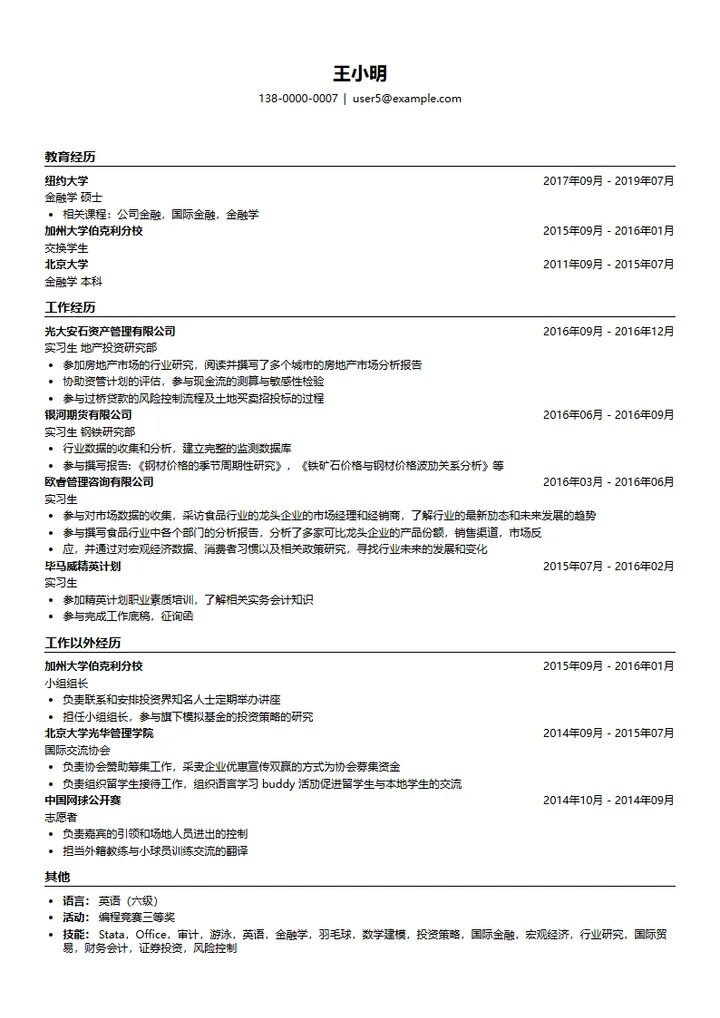 王小明
138-0000-0007 | user5@example.com
教育经历
纽约大学 2017年09月 - 2019年07月
金融学 硕士
• 相关课程：公司金融，国际金融，金融学
加州大学伯克利分校 2015年09月 - 2016年01月
交换学生
北京大学 2011年09月 - 2015年07月
金融学 本科
工作经历
光大安石资产管理有限公司 2016年09月 - 2016年12月
实习生 地产投资研究部
• 参加房地产市场的行业研究，阅读并撰写了多个城市的房地产市场分析报告
• 协助资管计划的评估，参与现金流的测算与敏感性检验
• 参与过桥贷款的风险控制流程及土地买卖招投标的过程
银河期货有限公司 2016年06月 - 2016年09月
实习生 钢铁研究部
• 行业数据的收集和分析，建立完整的监测数据库
• 参与撰写报告:《钢材价格的季节周期性研究》，《铁矿石价格与钢材价格波动关系分析》等
欧睿管理咨询有限公司 2016年03月 - 2016年06月
实习生
• 参与对市场数据的收集，采访食品行业的龙头企业的市场经理和经销商，了解行业的最新动态和未来发展的趋势
• 参与撰写食品行业中各个部门的分析报告，分析了多家可比龙头企业的产品份额，销售渠道，市场反
• 应，并通过对宏观经济数据、消费者习惯以及相关政策研究，寻找行业未来的发展和变化
毕马威精英计划 2015年07月 - 2016年02月
实习生
• 参加精英计划职业素质培训，了解相关实务会计知识
• 参与完成工作底稿，征询函
工作以外经历
加州大学伯克利分校 2015年09月 - 2016年01月
小组组长
• 负责联系和安排投资界知名人士定期举办讲座
• 担任小组组长，参与旗下模拟基金的投资策略的研究
北京大学光华管理学院 2014年09月 - 2015年07月
国际交流协会
• 负责协会赞助筹集工作，采受企业优惠宣传双赢的方式为协会募集资金
• 负责组织留学生接待工作，组织语言学习 buddy 活动促进留学生与本地学生的交流
中国网球公开赛 2014年10月 - 2014年09月
志愿者
• 负责嘉宾的引领和场地人员进出的控制
• 担当外籍教练与小球员训练交流的翻译
其他
• 语言： 英语（六级）
• 活动： 编程竞赛三等奖
• 技能： Stata，Office，审计，游泳，英语，金融学，羽毛球，数学建模，投资策略，国际金融，宏观经济，行业研究，国际贸
易，财务会计，证券投资，风险控制